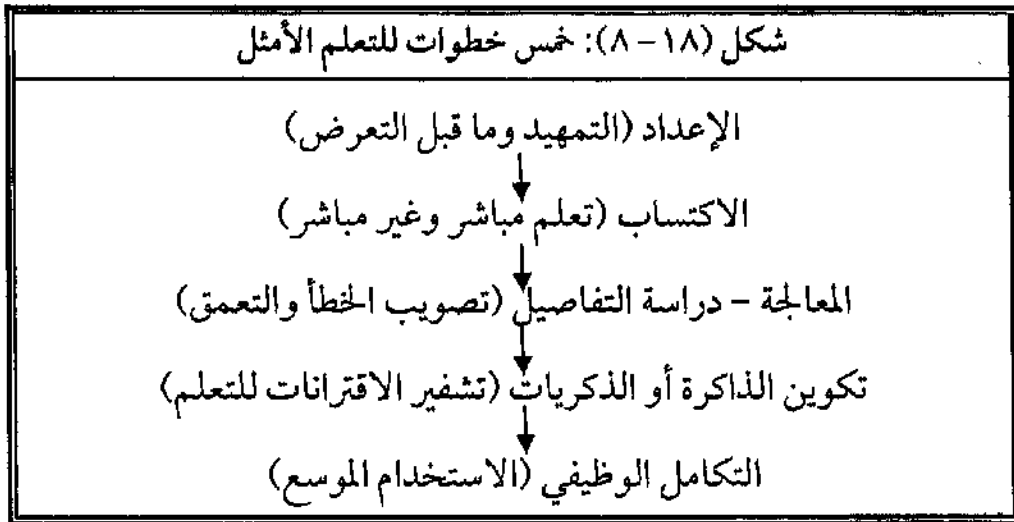 شكل (١٨ – ٨): خمس خطوات للتعلم الأمثل
الإعداد (التمهيد وما قبل التعرض)
الاكتساب (تعلم مباشر وغير مباشر)
المعالجة – دراسة التفاصيل (تصويب الخطأ والتعمق)
تكوين الذاكرة أو الذكريات (تشفير الاقترانات للتعلم)
التكامل الوظيفي (الاستخدام الموسع)